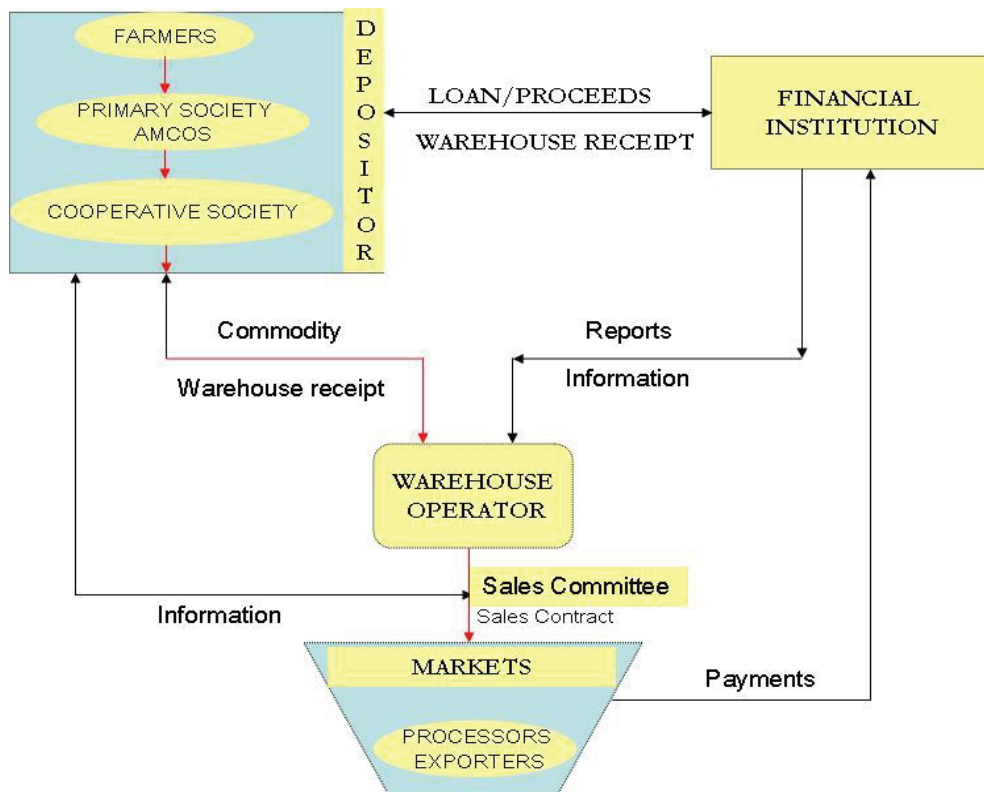 FARMERS
PRIMARY SOCIETY
AMCOS
COOPERATIVE SOCIETY
DEPOSITOR
LOAN/PROCEEDS
WAREHOUSE RECEIPT
FINANCIAL
INSTITUTION
Commodity
Warehouse receipt
Reports
Information
WAREHOUSE
OPERATOR
Sales Committee
Sales Contract
Information
MARKETS
PROCESSORS
EXPORTERS
Payments